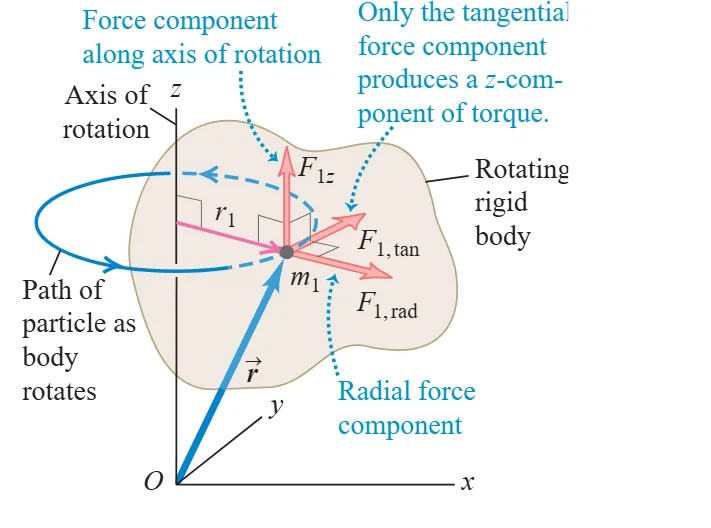 Force component
along axis of rotation
Only the tangential
force component
produces a z-com-
ponent of torque.
Axis of
rotation
z
F1z
Rotating
rigid
body
r1
F1, tan
m1
F1, rad
Path of
particle as
body
rotates
r
y
Radial force
component
O
x